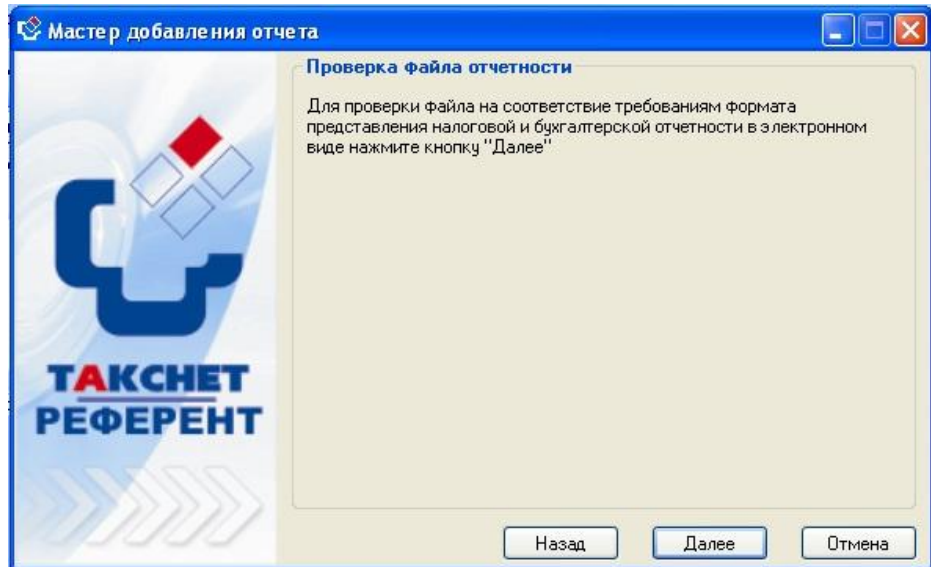 Мастер добавления отчета
Проверка файла отчетности
Для проверки файла на соответствие требованиям формата
представления налоговой и бухгалтерской отчетности в электронном
виде нажмите кнопку "Далее"
ТАКСНЕТ
РЕФЕРЕНТ
Назад
Далее
Отмена